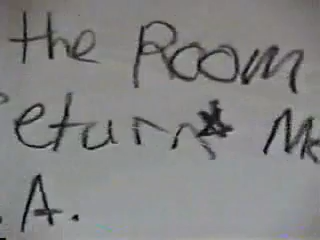 the Room
eturn M
. A.